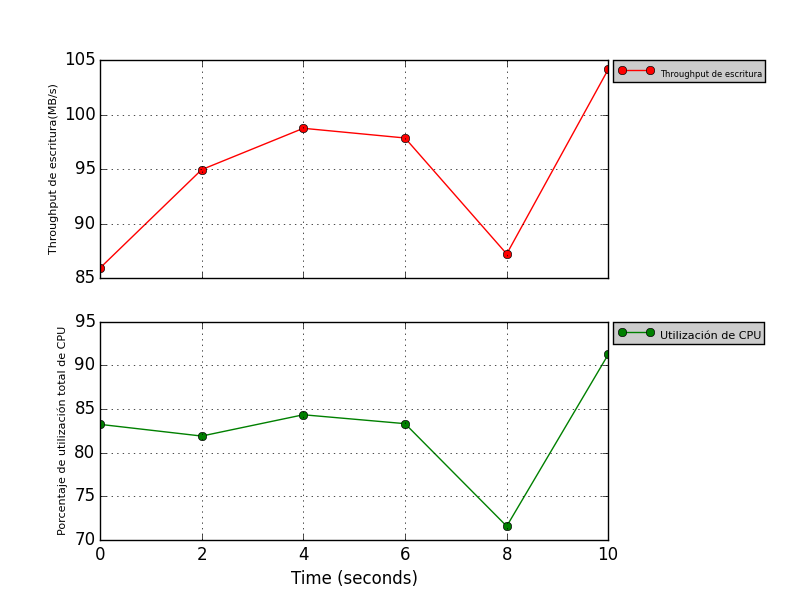 105
100
95
90
85
Throughput de escritura(MB/s)
Throughput de escritura
95
90
85
80
75
70
Porcentaje de utilización total de CPU
Utilización de CPU
0 2 4 6 8 10
Time (seconds)